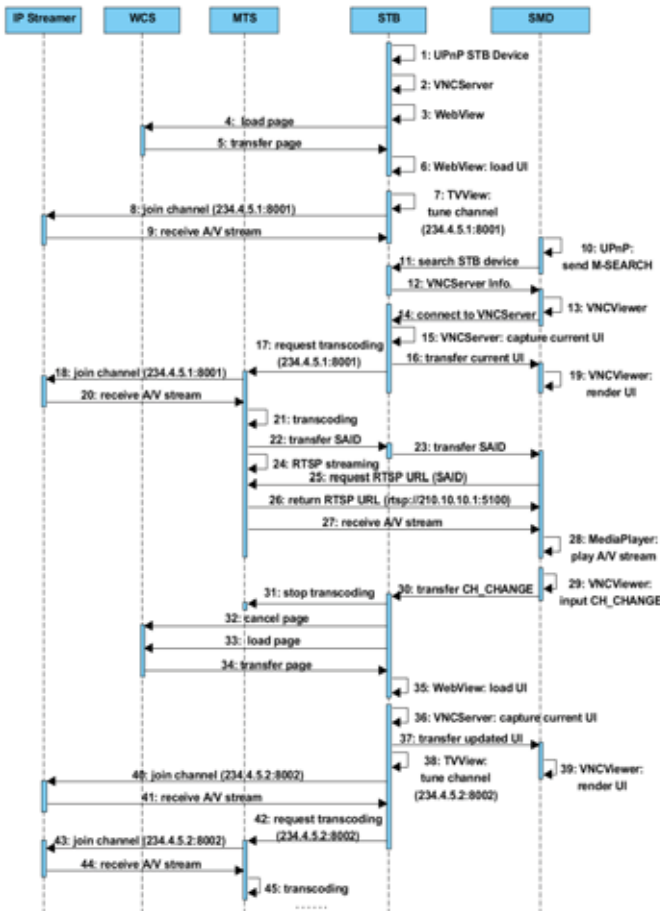 IP Streamer
WCS
MTS
STB
SMD
1: UPnP STB Device
2: VNCServer
3: WebView
4: load page
5: transfer page
6: WebView: load UI
7: TVView:
tune channel
(234.4.5.1:8001)
8: join channel (234.4.5.1:8001)
9: receive A/V stream
10: UPnP:
send M-SEARCH
11: search STB device
12: VNCServer Info.
13: VNCViewer
14: connect to VNCServer
15: VNCServer: capture current UI
16: transfer current UI
17: request transcoding
(234.4.5.1:8001)
18: join channel (234.4.5.1:8001)
19: VNCViewer:
render UI
20: receive A/V stream
21: transcoding
22: transfer SAID
23: transfer SAID
24: RTSP streaming
25: request RTSP URL (SAID)
26: return RTSP URL (rtsp://210.10.10.1:5100)
27: receive A/V stream
28: MediaPlayer:
play A/V stream
29: VNCViewer:
input CH_CHANGE
30: transfer CH_CHANGE
31: stop transcoding
32: cancel page
33: load page
34: transfer page
35: WebView: load UI
36: VNCServer: capture current UI
37: transfer updated UI
38: TVView:
tune channel
(234.4.5.2:8002)
39: VNCViewer:
render UI
40: join channel (234.4.5.2:8002)
41: receive A/V stream
42: request transcoding
(234.4.5.2:8002)
43: join channel (234.4.5.2:8002)
44: receive A/V stream
45: transcoding
......